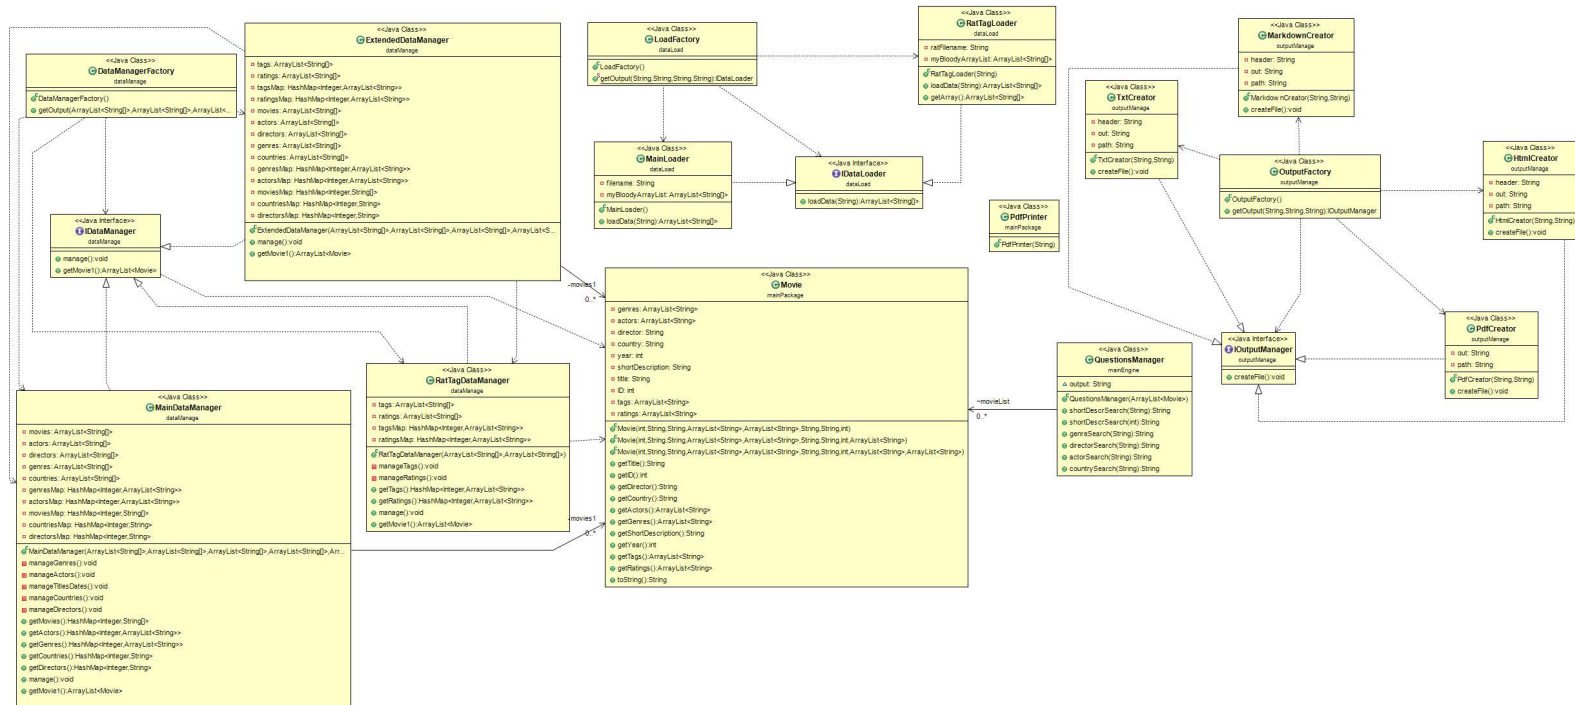 <<Java Class>>
DataManagerFactory
dataManage
DataManagerFactory()
getOutput(ArrayList<String[]>,ArrayList<String[]>,ArrayList<...
<<Java Class>>
ExtendedDataManager
dataManage
tags: ArrayList<String[]>
ratings: ArrayList<String[]>
tagsMap: HashMap<Integer,ArrayList<String>>
ratingsMap: HashMap<Integer,ArrayList<String>>
movies: ArrayList<String[]>
actors: ArrayList<String[]>
directors: ArrayList<String[]>
genres: ArrayList<String[]>
countries: ArrayList<String[]>
genresMap: HashMap<Integer,ArrayList<String>>
actorsMap: HashMap<Integer,ArrayList<String>>
moviesMap: HashMap<Integer,String[]>
countriesMap: HashMap<Integer,String>
directorsMap: HashMap<Integer,String>
ExtendedDataManager(ArrayList<String[]>,ArrayList<String[]>,ArrayList<String[]>,ArrayList<S...
manage():void
getMovie1():ArrayList<Movie>
<<Java Class>>
LoadFactory
dataLoad
LoadFactory()
getOutput(String,String,String,String):IDataLoader
<<Java Class>>
RatTagLoader
dataLoad
ratFilename: String
myBloodyArrayList: ArrayList<String[]>
RatTagLoader(String)
loadData(String):ArrayList<String[]>
getArray():ArrayList<String[]>
<<Java Class>>
MarkdownCreator
outputManage
header: String
out: String
path: String
MarkdownCreator(String,String)
createFile():void
<<Java Class>>
TxtCreator
outputManage
header: String
out: String
path: String
TxtCreator(String,String)
createFile():void
<<Java Class>>
MainLoader
dataLoad
filename: String
myBloodyArrayList: ArrayList<String[]>
MainLoader()
loadData(String):ArrayList<String[]>
<<Java Interface>>
IDataLoader
dataLoad
loadData(String):ArrayList<String[]>
<<Java Class>>
OutputFactory
outputManage
OutputFactory()
getOutput(String,String,String):IOutputManager
<<Java Class>>
HtmlCreator
outputManage
header: String
out: String
path: String
HtmlCreator(String,String)
createFile():void
<<Java Class>>
PdfPrinter
mainPackage
PdfPrinter(String)
<<Java Interface>>
IDataManager
dataManage
manage():void
getMovie1():ArrayList<Movie>
-movies1
0..*
<<Java Class>>
Movie
mainPackage
genres: ArrayList<String>
actors: ArrayList<String>
director: String
country: String
year: int
shortDescription: String
title: String
ID: int
tags: ArrayList<String>
ratings: ArrayList<String>
Movie(int,String,String,ArrayList<String>,ArrayList<String>,String,String,int)
Movie(int,String,String,ArrayList<String>,ArrayList<String>,String,String,int,ArrayList<String>)
Movie(int,String,String,ArrayList<String>,ArrayList<String>,String,String,int,ArrayList<String>,ArrayList<String>)
getTitle():String
getID():int
getDirector():String
getCountry():String
getActors():ArrayList<String>
getGenres():ArrayList<String>
getShortDescription():String
getYear():int
getTags():ArrayList<String>
getRatings():ArrayList<String>
toString():String
<<Java Class>>
PdfCreator
outputManage
out: String
path: String
PdfCreator(String,String)
createFile():void
<<Java Interface>>
IOutputManager
outputManage
createFile():void
<<Java Class>>
QuestionsManager
mainEngine
output: String
QuestionsManager(ArrayList<Movie>)
shortDescrSearch(String):String
shortDescrSearch(int):String
genreSearch(String):String
directorSearch(String):String
actorSearch(String):String
countrySearch(String):String
~movieList
0..*
<<Java Class>>
RatTagDataManager
dataManage
tags: ArrayList<String[]>
ratings: ArrayList<String[]>
tagsMap: HashMap<Integer,ArrayList<String>>
ratingsMap: HashMap<Integer,ArrayList<String>>
RatTagDataManager(ArrayList<String[]>,ArrayList<String[]>)
manageTags():void
manageRatings():void
getTags():HashMap<Integer,ArrayList<String>>
getRatings():HashMap<Integer,ArrayList<String>>
manage():void
getMovie1():ArrayList<Movie>
<<Java Class>>
MainDataManager
dataManage
movies: ArrayList<String[]>
actors: ArrayList<String[]>
directors: ArrayList<String[]>
genres: ArrayList<String[]>
countries: ArrayList<String[]>
genresMap: HashMap<Integer,ArrayList<String>>
actorsMap: HashMap<Integer,ArrayList<String>>
moviesMap: HashMap<Integer,String[]>
countriesMap: HashMap<Integer,String>
directorsMap: HashMap<Integer,String>
MainDataManager(ArrayList<String[]>,ArrayList<String[]>,ArrayList<String[]>,ArrayList<String[]>,Arr...
manageGenres():void
manageActors():void
manageTitlesDates():void
manageCountries():void
manageDirectors():void
getMovies():HashMap<Integer,String[]>
getActors():HashMap<Integer,ArrayList<String>>
getGenres():HashMap<Integer,ArrayList<String>>
getCountries():HashMap<Integer,String>
getDirectors():HashMap<Integer,String>
manage():void
getMovie1():ArrayList<Movie>
-movies1
0..*